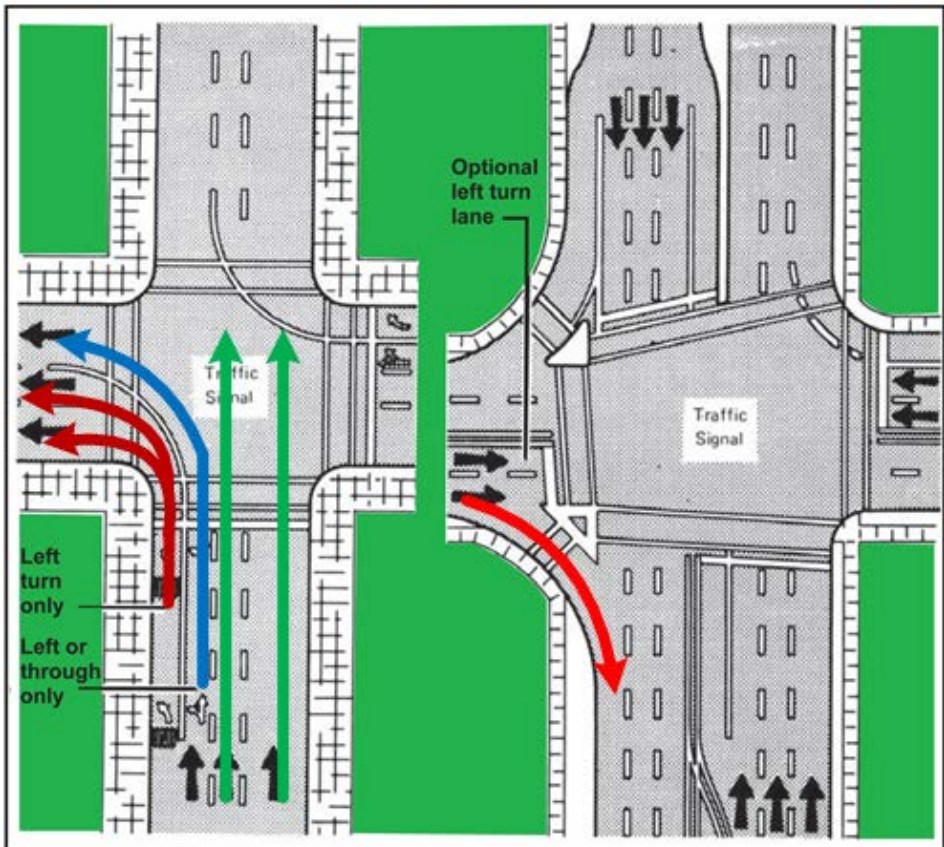 Optional
left turn
lane
Traffic
Signal
Traffic
Signal
Left
turn
only
Left or
through
only